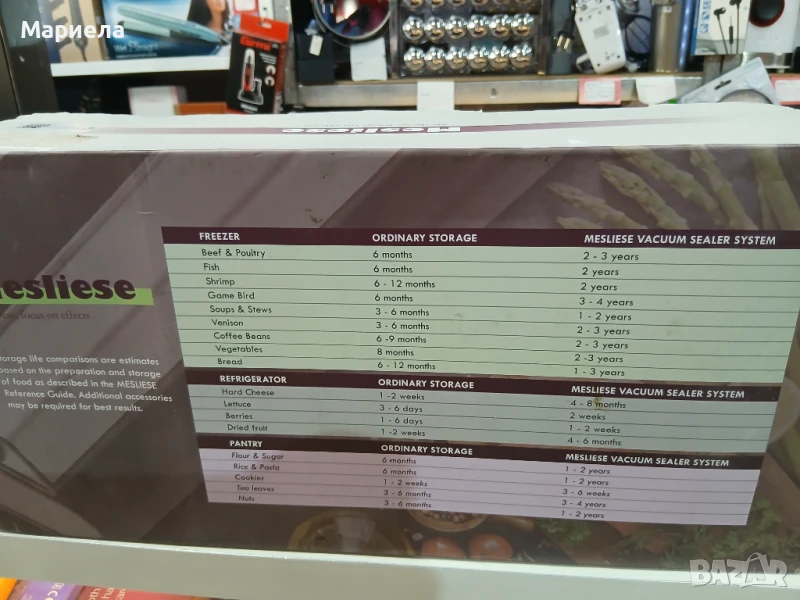 Мариела
Mesliese
FREEZER ORDINARY STORAGE MESLIESE VACUUM SEALER SYSTEM
Beef & Poultry 6 months 2 - 3 years
Fish 6 months 2 years
Shrimp 6 - 12 months 2 years
Game Bird 6 months 3 - 4 years
Soups & Stews 3 - 6 months 1 - 2 years
Venison 3 - 6 months 2 - 3 years
Coffee Beans 6 -9 months 2 - 3 years
Vegetables 8 months 2 -3 years
Bread 6 - 12 months 1 - 3 years
REFRIGERATOR ORDINARY STORAGE MESLIESE VACUUM SEALER SYSTEM
Hard Cheese 1 -2 weeks 4 - 8 months
Lettuce 3 - 6 days 2 weeks
Berries 1 - 6 days 1 - 2 weeks
Dried fruit 1 -2 weeks 4 - 6 months
PANTRY ORDINARY STORAGE MESLIESE VACUUM SEALER SYSTEM
Flour & Sugar 6 months 1 - 2 years
Rice & Pasta 6 months 1 - 2 years
Cookies 1 - 2 weeks 3 - 6 weeks
Tea leaves 3 - 6 months 3 - 4 years
Nuts 3 - 6 months 1 - 2 years
esliese
focus on effects
orage life comparisons are estimates
based on the preparation and storage
of food as described in the MESLIESE
Reference Guide. Additional accessories
may be required for best results.
BAZAR